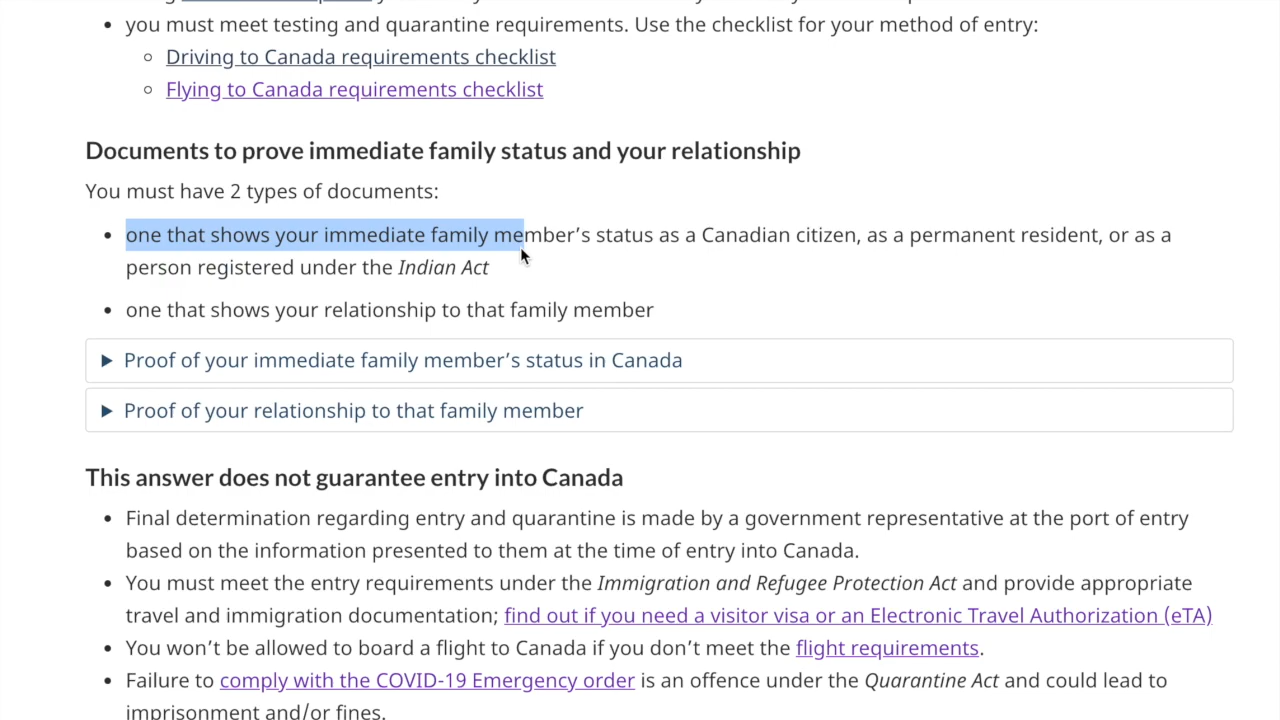 • you must meet testing and quarantine requirements. Use the checklist for your method of entry:
◦ Driving to Canada requirements checklist
◦ Flying to Canada requirements checklist
Documents to prove immediate family status and your relationship
You must have 2 types of documents:
• one that shows your immediate family member’s status as a Canadian citizen, as a permanent resident, or as a
person registered under the Indian Act
• one that shows your relationship to that family member
▶ Proof of your immediate family member’s status in Canada
▶ Proof of your relationship to that family member
This answer does not guarantee entry into Canada
• Final determination regarding entry and quarantine is made by a government representative at the port of entry
based on the information presented to them at the time of entry into Canada.
• You must meet the entry requirements under the Immigration and Refugee Protection Act and provide appropriate
travel and immigration documentation; find out if you need a visitor visa or an Electronic Travel Authorization (eTA)
• You won’t be allowed to board a flight to Canada if you don’t meet the flight requirements.
• Failure to comply with the COVID-19 Emergency order is an offence under the Quarantine Act and could lead to
imprisonment and/or fines.